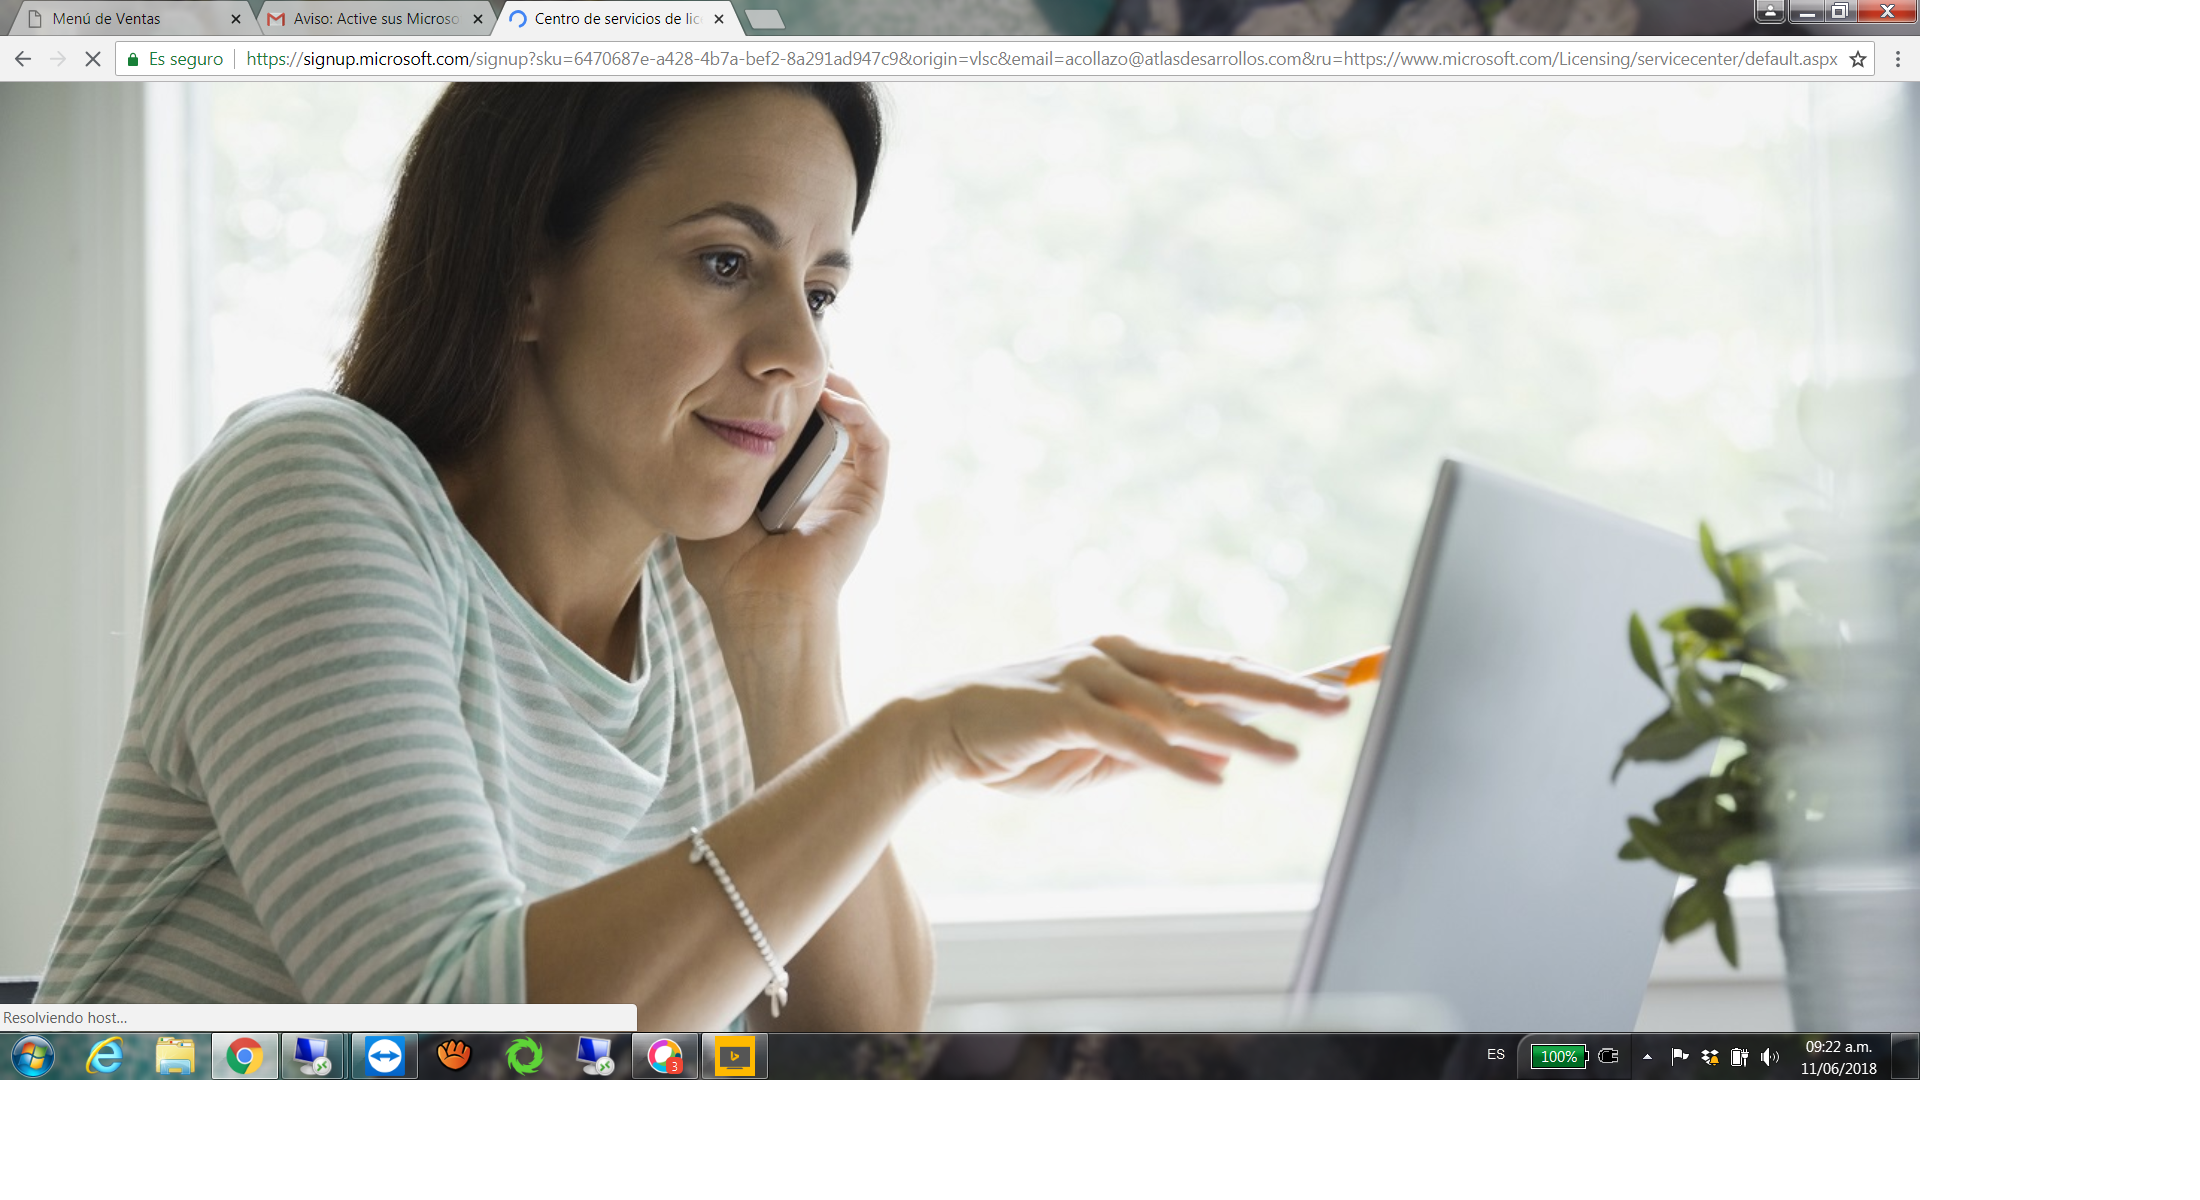 Menú de Ventas
Aviso: Active sus Microso
Centro de servicios de lic
Es seguro
https://signup.microsoft.com/signup?sku=6470687e-a428-4b7a-bef2-8a291ad947c9&origin=vlsc&email=acollazo@atlasdesarrollos.com&ru=https://www.microsoft.com/Licensing/servicecenter/default.aspx
Resolviendo host...
3
ES
100%
09:22 a.m.
11/06/2018